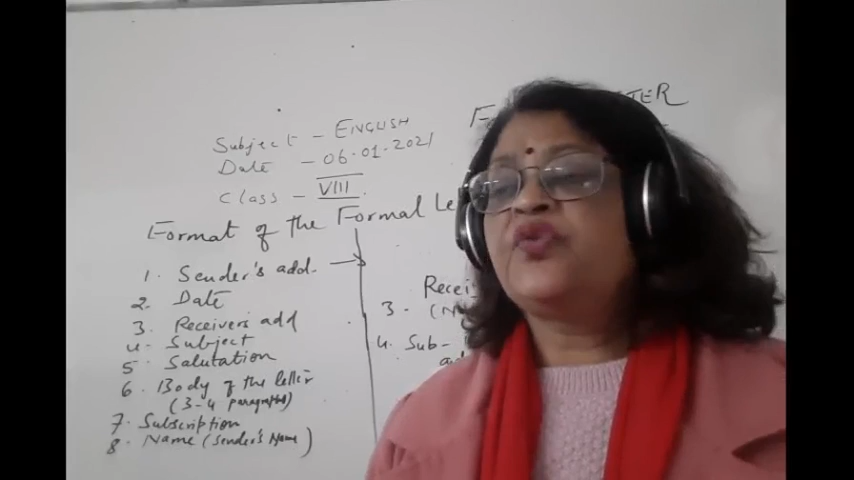 Subject - ENGLISH
Date - 06.01.2021
Class - VIII
Format of the Formal
1. Sender's add.
2. Date
3. Receivers add
4. Subject
5. Salutation
6. Body of the letter
(3-4 paragraphs)
7. Subscription
8. Name (Sender's Name)
3 -
4. Sub-